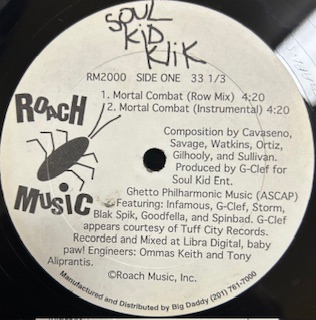 SOUL
KiD
KliK
RM2000 SIDE ONE 33 1/3
1. Mortal Combat (Row Mix) 4:20
2. Mortal Combat (Instrumental) 4:20
ROACH
MUSIC
Composition by Cavaseno,
Savage, Watkins, Ortiz,
Gilhooly, and Sullivan.
Produced by G-Clef for
Soul Kid Ent.
Ghetto Philharmonic Music (ASCAP)
Featuring: Infamous, G-Clef, Storm,
Blak Spik, Goodfella, and Spinbad. G-Clef
appears courtesy of Tuff City Records.
Recorded and Mixed at Libra Digital, baby
paw! Engineers: Ommas Keith and Tony
Aliprantis.
©Roach Music, Inc.
Manufactured and Distributed by Big Daddy (201) 761-7000